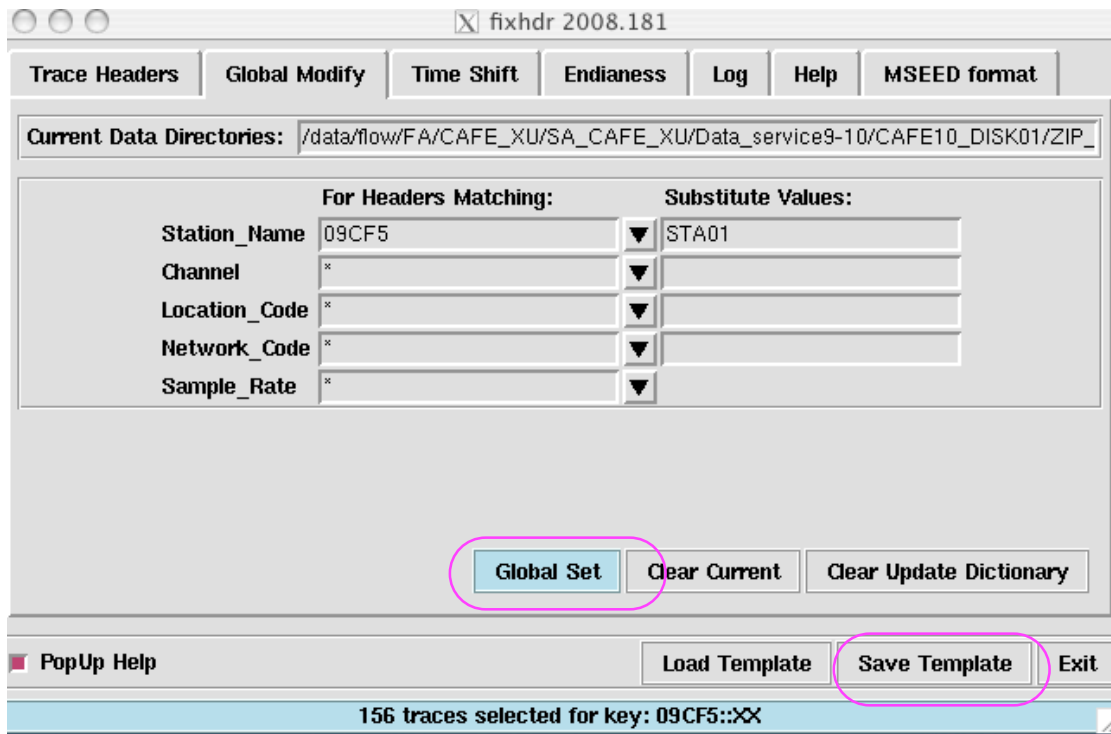 fixhdr 2008.181
Trace Headers Global Modify Time Shift Endianess Log Help MSEED format
Current Data Directories: /data/flow/FA/CAFE_XU/SA_CAFE_XU/Data_service9-10/CAFE10_DISK01/ZIP_
For Headers Matching: Substitute Values:
Station_Name 09CF5 STA01
Channel *
Location_Code *
Network_Code *
Sample_Rate *
Global Set Clear Current Clear Update Dictionary
PopUp Help Load Template Save Template Exit
156 traces selected for key: 09CF5::XX